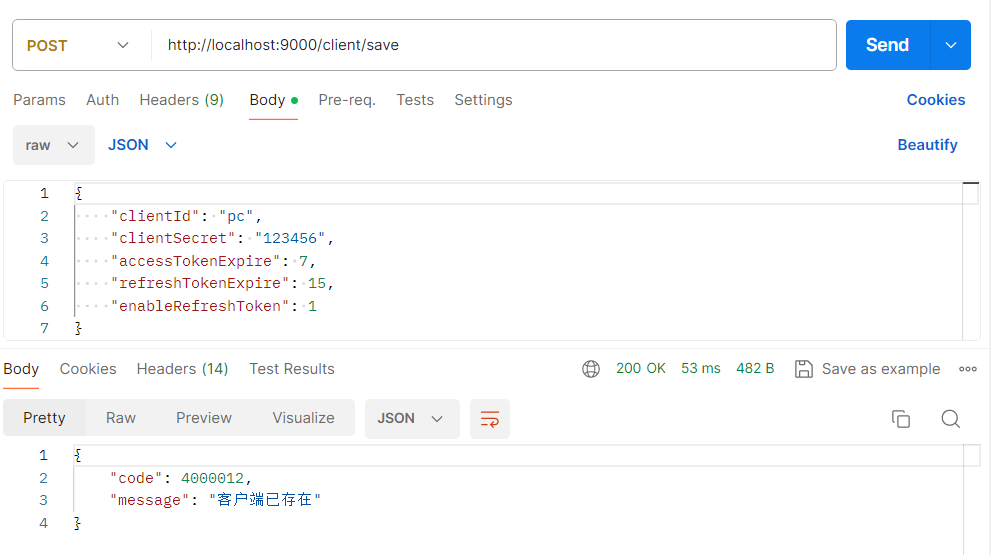 POST http://localhost:9000/client/save Send
Params Auth Headers (9) Body Pre-req. Tests Settings Cookies
raw JSON Beautify
1 {
2 "clientId": "pc",
3 "clientSecret": "123456",
4 "accessTokenExpire": 7,
5 "refreshTokenExpire": 15,
6 "enableRefreshToken": 1
7 }
Body Cookies Headers (14) Test Results 200 OK 53 ms 482 B Save as example
Pretty Raw Preview Visualize JSON
1 {
2 "code": 4000012,
3 "message": "客户端已存在"
4 }